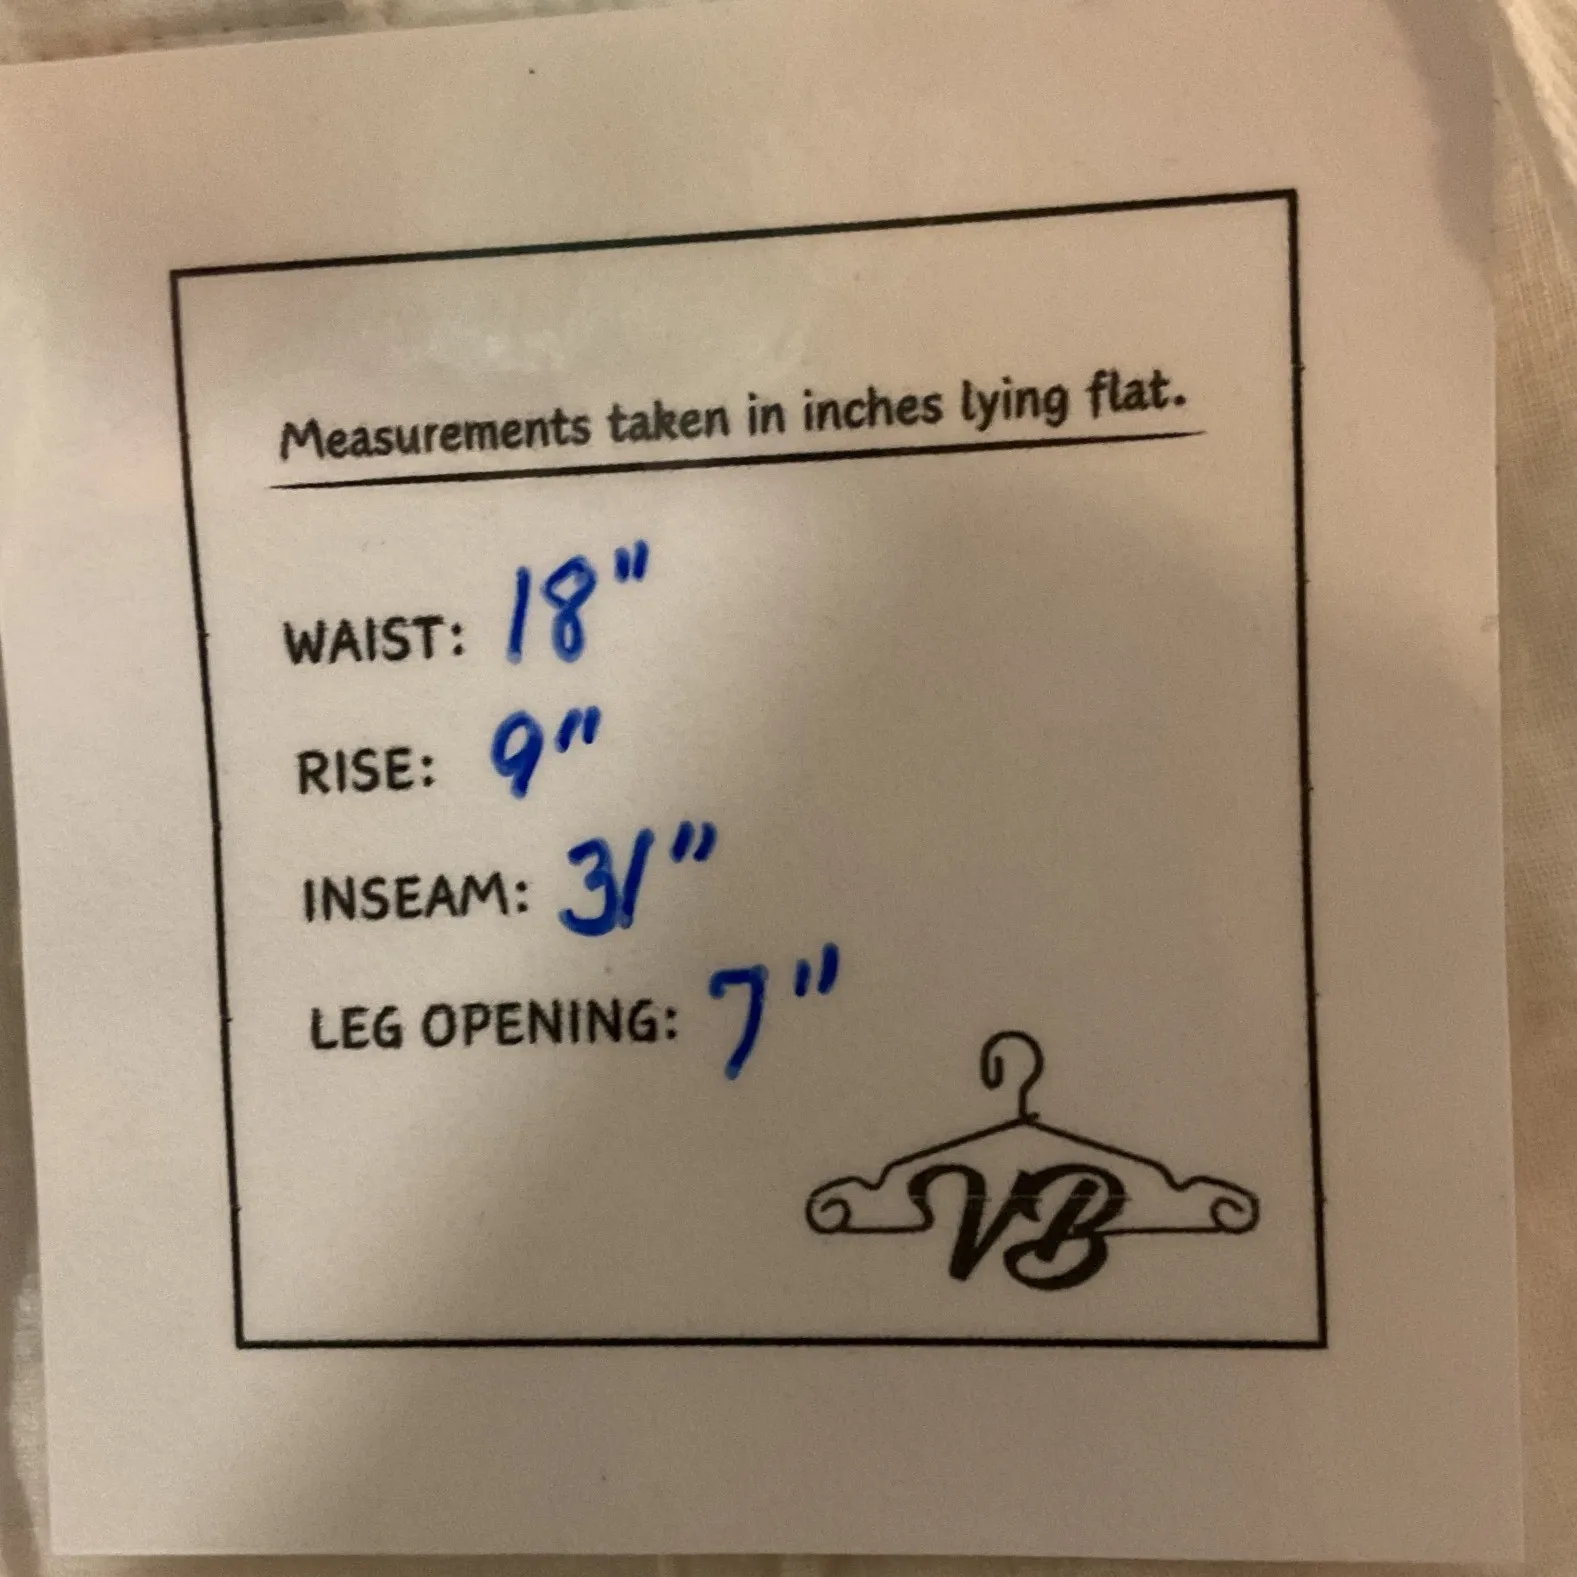 Measurements taken in inches lying flat.
WAIST: 18"
RISE: 9"
INSEAM: 31"
LEG OPENING: 7"
VB